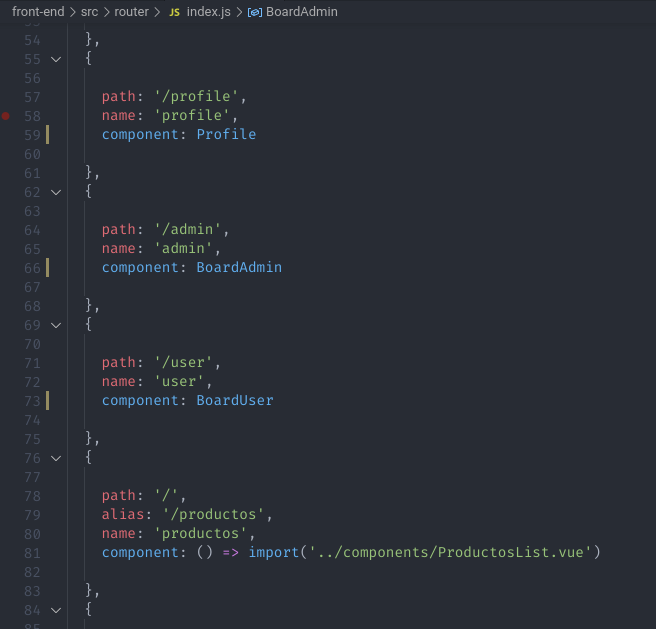 front-end > src > router > JS index.js > BoardAdmin
54 },
55 {
56
57 path: '/profile',
58 name: 'profile',
59 component: Profile
60
61 },
62 {
63
64 path: '/admin',
65 name: 'admin',
66 component: BoardAdmin
67
68 },
69 {
70
71 path: '/user',
72 name: 'user',
73 component: BoardUser
74
75 },
76 {
77
78 path: '/',
79 alias: '/productos',
80 name: 'productos',
81 component: () => import('../components/ProductosList.vue')
82
83 },
84 {